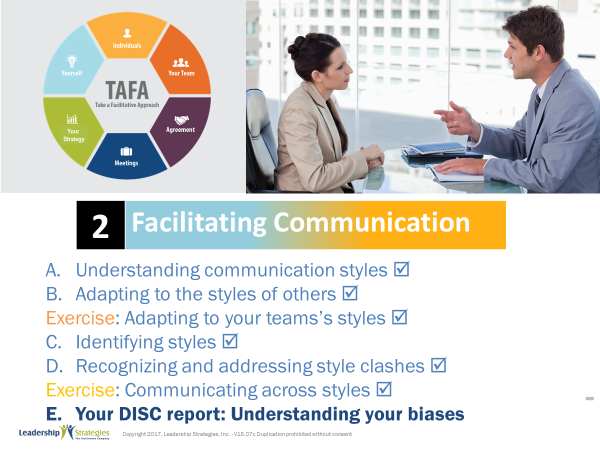 Individuals
Yourself
Your Team
TAFA
Take a Facilitative Approach
Your
Strategy
Agreement
Meetings
2 Facilitating Communication
A. Understanding communication styles ☑
B. Adapting to the styles of others ☑
Exercise: Adapting to your teams's styles ☑
C. Identifying styles ☑
D. Recognizing and addressing style clashes ☑
Exercise: Communicating across styles ☑
E. Your DISC report: Understanding your biases
Leadership Strategies
The Facilitation Company
Copyright 2017, Leadership Strategies, Inc. - V15.07c Duplication prohibited without consent